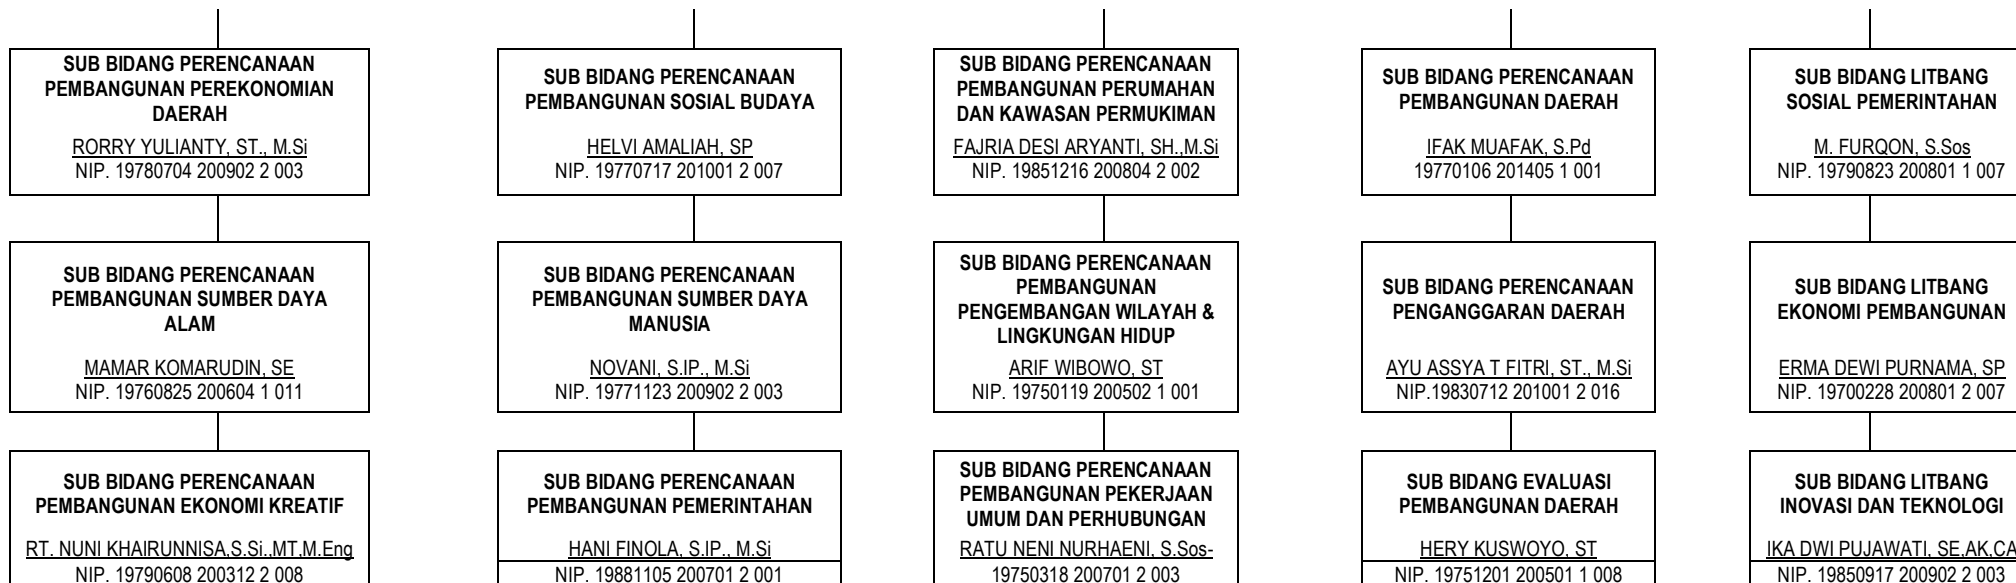 SUB BIDANG PERENCANAAN
PEMBANGUNAN PEREKONOMIAN
DAERAH
RORRY YULIANTY, ST., M.Si
NIP. 19780704 200902 2 003
SUB BIDANG PERENCANAAN
PEMBANGUNAN SOSIAL BUDAYA
HELVI AMALIAH, SP
NIP. 19770717 201001 2 007
SUB BIDANG PERENCANAAN
PEMBANGUNAN PERUMAHAN
DAN KAWASAN PERMUKIMAN
FAJRIA DESI ARYANTI, SH.,M.Si
NIP. 19851216 200804 2 002
SUB BIDANG PERENCANAAN
PEMBANGUNAN DAERAH
IFAK MUAFAK, S.Pd
19770106 201405 1 001
SUB BIDANG LITBANG
SOSIAL PEMERINTAHAN
M. FURQON, S.Sos
NIP. 19790823 200801 1 007
SUB BIDANG PERENCANAAN
PEMBANGUNAN SUMBER DAYA
ALAM
MAMAR KOMARUDIN, SE
NIP. 19760825 200604 1 011
SUB BIDANG PERENCANAAN
PEMBANGUNAN SUMBER DAYA
MANUSIA
NOVANI, S.IP., M.Si
NIP. 19771123 200902 2 003
SUB BIDANG PERENCANAAN
PEMBANGUNAN
PENGEMBANGAN WILAYAH &
LINGKUNGAN HIDUP
ARIF WIBOWO, ST
NIP. 19750119 200502 1 001
SUB BIDANG PERENCANAAN
PENGANGGARAN DAERAH
AYU ASSYA T FITRI, ST., M.Si
NIP.19830712 201001 2 016
SUB BIDANG LITBANG
EKONOMI PEMBANGUNAN
ERMA DEWI PURNAMA, SP
NIP. 19700228 200801 2 007
SUB BIDANG PERENCANAAN
PEMBANGUNAN EKONOMI KREATIF
RT. NUNI KHAIRUNNISA,S.Si.,MT,M.Eng
NIP. 19790608 200312 2 008
SUB BIDANG PERENCANAAN
PEMBANGUNAN PEMERINTAHAN
HANI FINOLA, S.IP., M.Si
NIP. 19881105 200701 2 001
SUB BIDANG PERENCANAAN
PEMBANGUNAN PEKERJAAN
UMUM DAN PERHUBUNGAN
RATU NENI NURHAENI, S.Sos-
19750318 200701 2 003
SUB BIDANG EVALUASI
PEMBANGUNAN DAERAH
HERY KUSWOYO, ST
NIP. 19751201 200501 1 008
SUB BIDANG LITBANG
INOVASI DAN TEKNOLOGI
IKA DWI PUJAWATI, SE,AK,CA
NIP. 19850917 200902 2 003